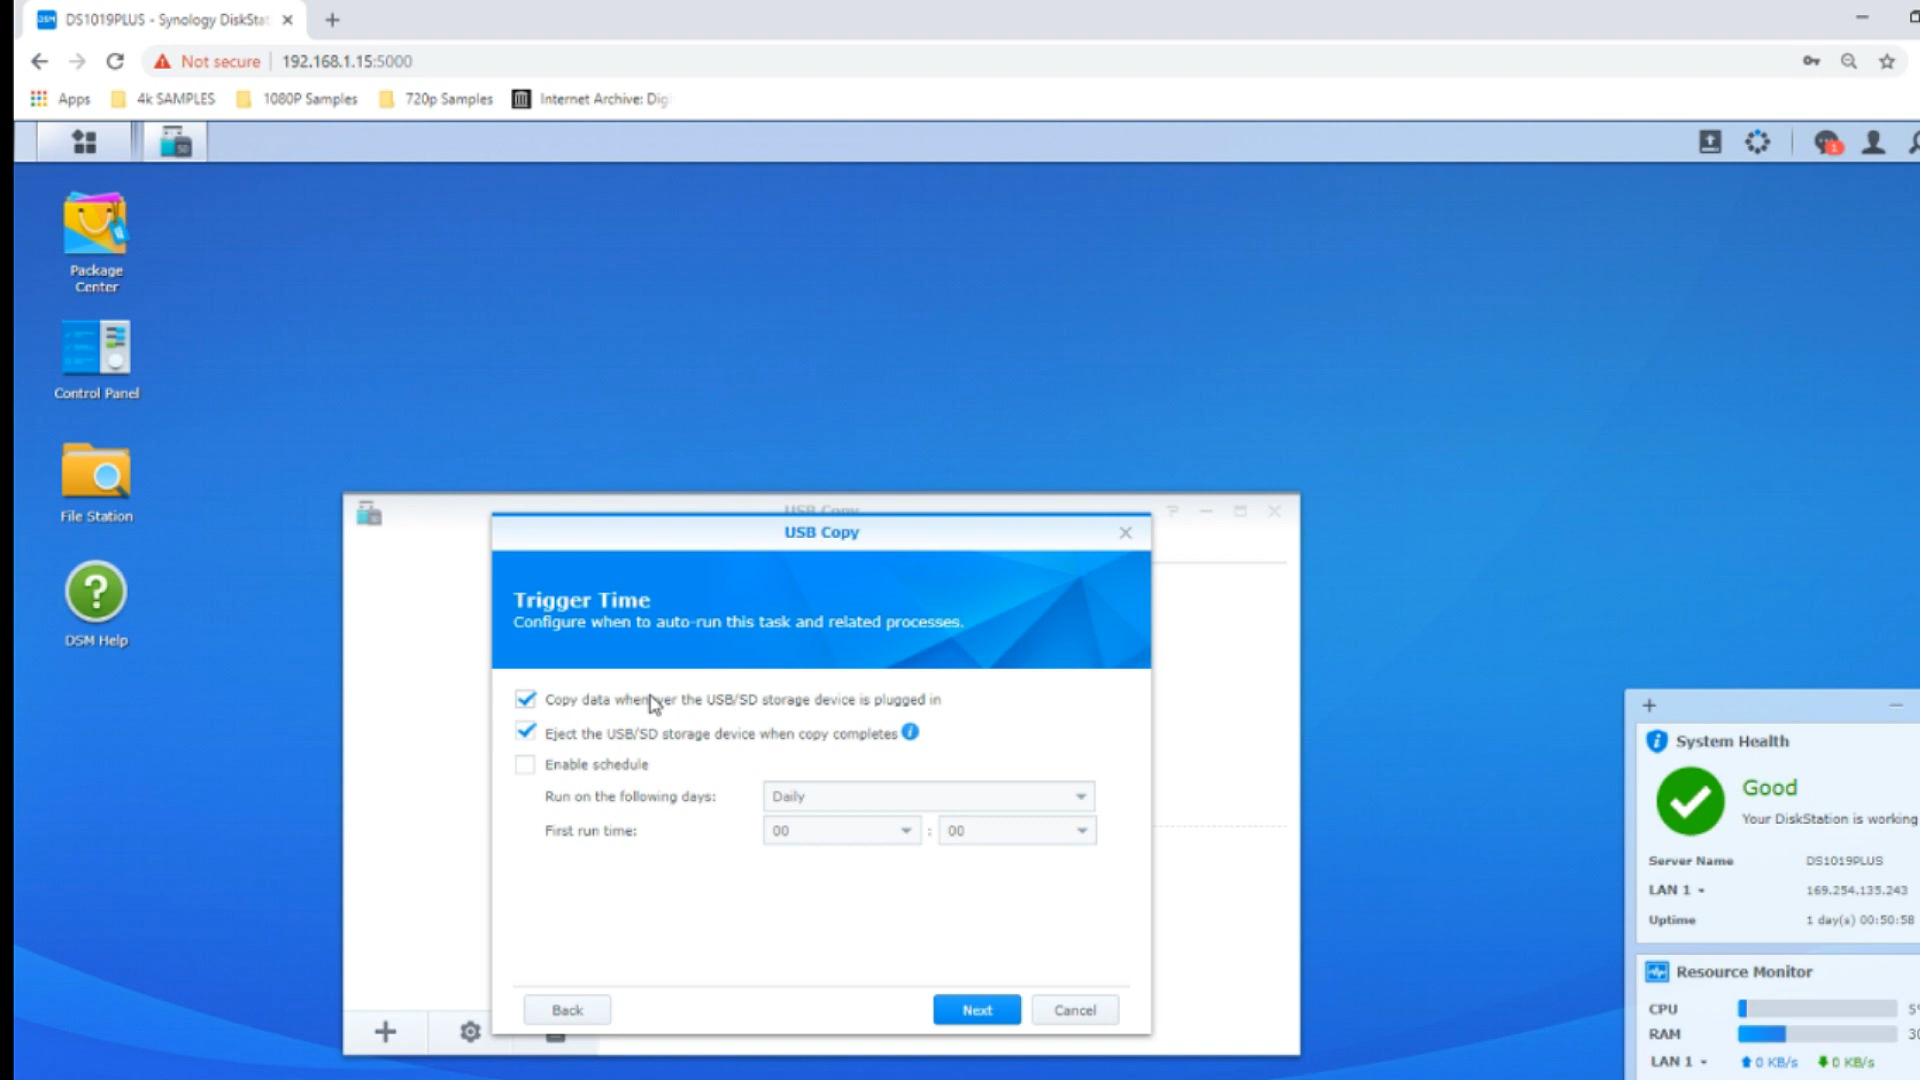 DS1019PLUS - Synology DiskStat
Not secure
192.168.1.15:5000
Apps
4k SAMPLES
1080P Samples
720p Samples
Internet Archive: Dig
1
Package
Center
Control Panel
File Station
DSM Help
USB Copy
USB Copy
Trigger Time
Configure when to auto-run this task and related processes.
Copy data whenever the USB/SD storage device is plugged in
Eject the USB/SD storage device when copy completes
Enable schedule
Run on the following days:
Daily
First run time:
00
:
00
Back
Next
Cancel
System Health
Good
Your DiskStation is working
Server Name
DS1019PLUS
LAN 1
169.254.135.243
Uptime
1 day(s) 00:50:58
Resource Monitor
CPU
RAM
LAN 1
0 KB/s
0 KB/s